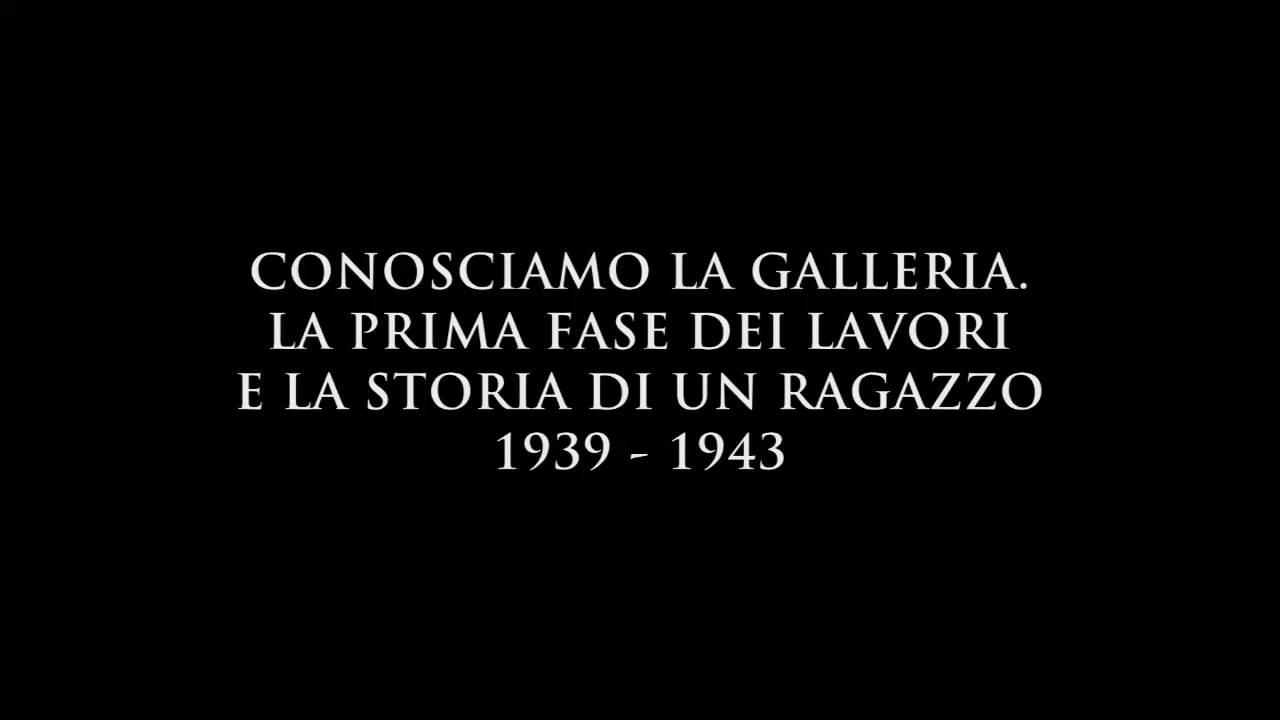 CONOSCIAMO LA GALLERIA.
LA PRIMA FASE DEI LAVORI
E LA STORIA DI UN RAGAZZO
1939 - 1943